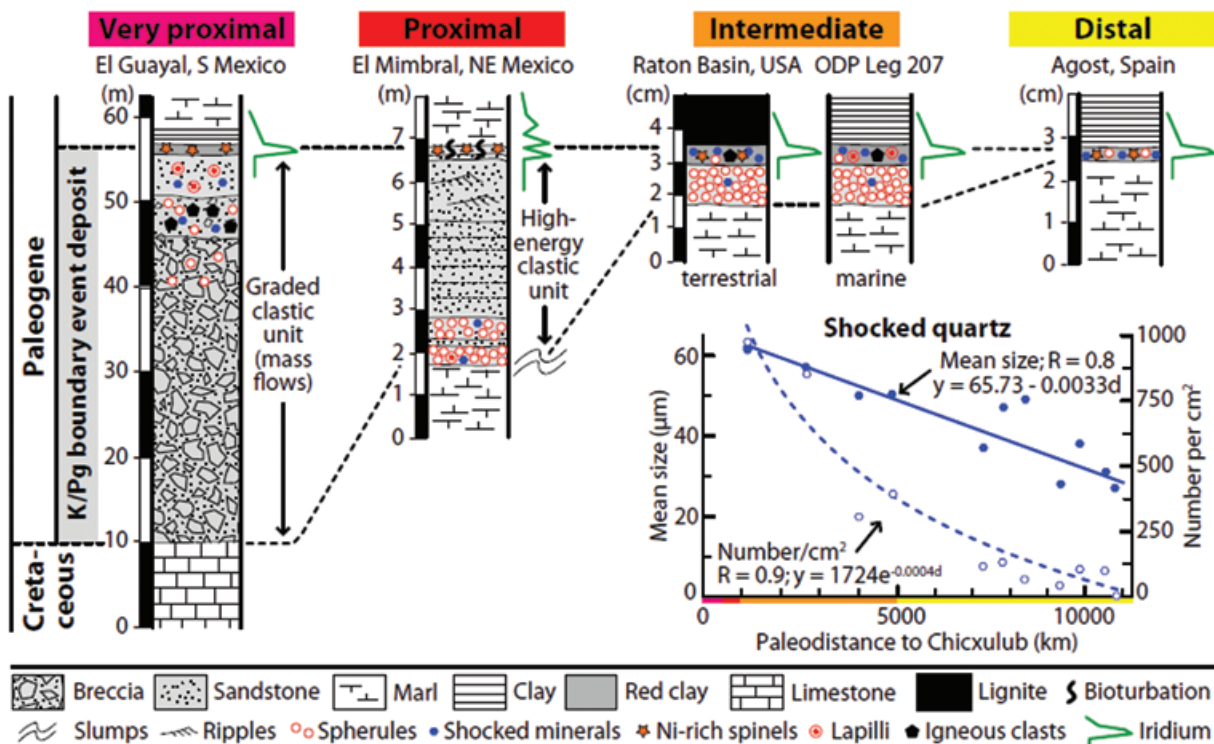 Very proximal
Proximal
Intermediate
Distal
El Guayal, S Mexico
El Mimbral, NE Mexico
Raton Basin, USA
ODP Leg 207
Agost, Spain
(m)
60
50
40
30
20
10
0
Paleogene
K/Pg boundary event deposit
Creta-
ceous
Graded
clastic
unit
(mass
flows)
(m)
7
6
5
4
3
2
1
0
High-
energy
clastic
unit
(cm)
4
3
2
1
0
terrestrial
marine
(cm)
3
2
1
0
Shocked quartz
Mean size; R = 0.8
y = 65.73 - 0.0033d
Number/cm²
R = 0.9; y = 1724e^-0.0004d
Mean size (μm)
60
40
20
0
Number per cm²
1000
750
500
250
0
0
5000
10000
Paleodistance to Chicxulub (km)
Breccia
Sandstone
Marl
Clay
Red clay
Limestone
Lignite
Bioturbation
Slumps
Ripples
Spherules
Shocked minerals
Ni-rich spinels
Lapilli
Igneous clasts
Iridium